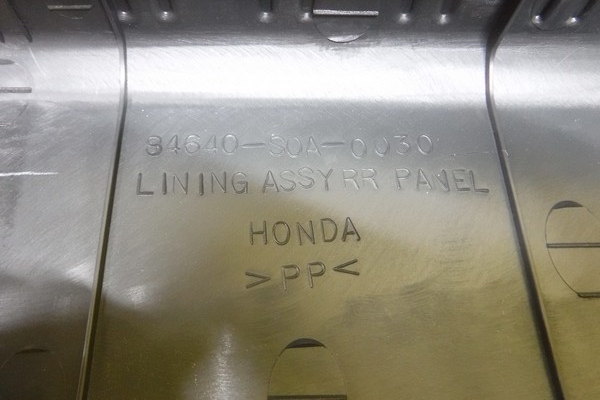 84640-S0A-0030
LINING ASSY RR PANEL
HONDA
>PP<